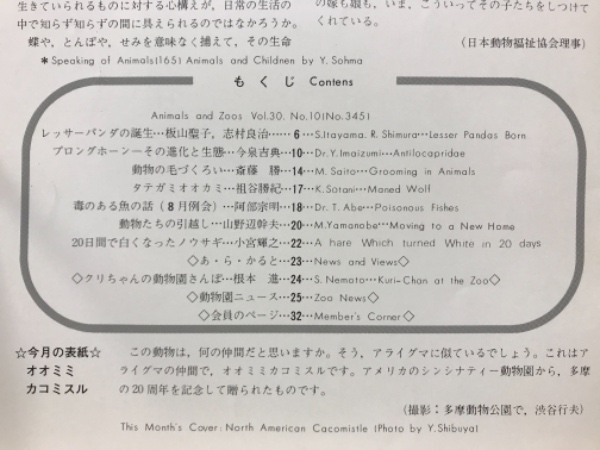 生きていられるものに対する心構えが、日常の生活の
中で知らず知らずの間に具えられるのではなかろうか。
蝶や、とんぼや、せみを意味なく捕えて、その生命
の嫁も娘も、いま、こういってその子たちをしつけて
くれている。
(日本動物福祉協会理事)
＊Speaking of Animals(165) Animals and Childnen by Y. Sohma
もくじ Contens
Animals and Zoos Vol.30. No.10(No.345)
レッサーパンダの誕生…板山聖子, 志村良治……6…S.Itayama. R. Shimura…Lesser Pandas Born
プロングホーン―その進化と生態…今泉吉典…10…Dr.Y.Imaizumi…Antilocapridae
動物の毛づくろい…斎藤 勝…14…M.Saito…Grooming in Animals
タテガミオオカミ…祖谷勝紀…17…K.Sotani…Maned Wolf
毒のある魚の話(8月例会)…阿部宗明…18…Dr.T. Abe…Poisonous Fishes
動物たちの引越し…山野辺幹夫…20…M.Yamanobe…Moving to a New Home
20日間で白くなったノウサギ…小宮輝之…22…A hare Which turned White in 20 days
◇あ・ら・かると…23…News and Views◇
◇クリちゃんの動物園さんぽ…根本 進…24…S. Nemoto…Kuri-Chan at the Zoo◇
◇動物園ニュース…25…Zoo News◇
◇会員のページ…32…Member's Corner◇
☆今月の表紙☆
オオミミ
カコミスル
この動物は、何の仲間だと思いますか。そう、アライグマに似ているでしょう。これはア
ライグマの仲間で、オオミミカコミスルです。アメリカのシンシナティー動物園から、多摩
の20周年を記念して贈られたものです。
(撮影：多摩動物公園で, 渋谷行夫)
This Month's Cover: North American Cacomistle (Photo by Y.Shibuya)